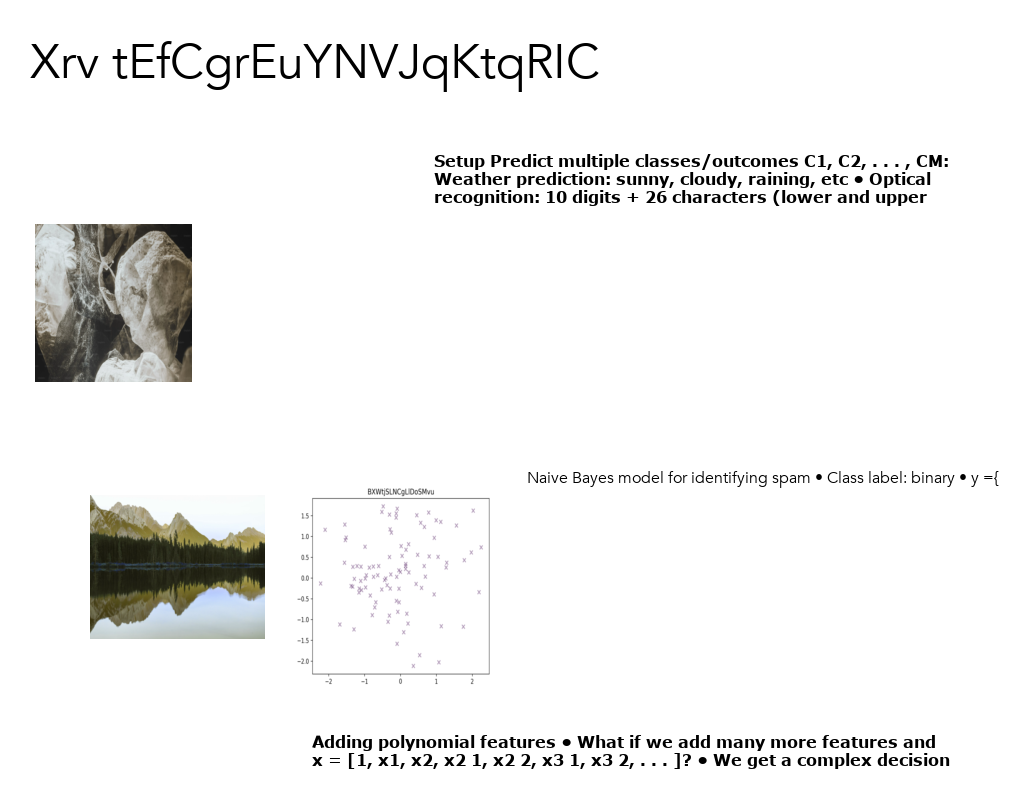 Xrv tEfCgrEuYNVJqKtqRIC
Setup Predict multiple classes/outcomes C1, C2, . . . , CM:
Weather prediction: sunny, cloudy, raining, etc • Optical
recognition: 10 digits + 26 characters (lower and upper
Naive Bayes model for identifying spam • Class label: binary • y ={
BXWtjSLNCgLIDoSMvu
1.5
1.0
0.5
0.0
−0.5
−1.0
−1.5
−2.0
−2 −1 0 1 2
Adding polynomial features • What if we add many more features and
x = [1, x1, x2, x2 1, x2 2, x3 1, x3 2, . . . ]? • We get a complex decision